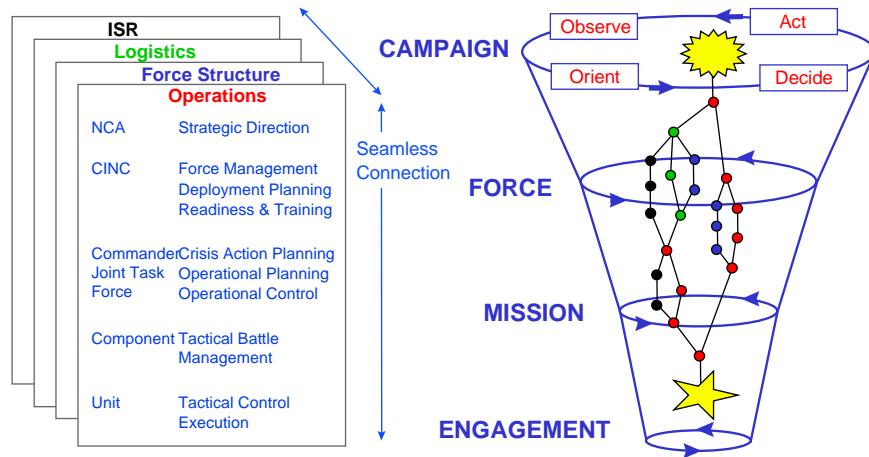 ISR
Logistics
Force Structure
Operations
NCA Strategic Direction
CINC Force Management
Deployment Planning
Readiness & Training
Commander Crisis Action Planning
Joint Task Operational Planning
Force Operational Control
Component Tactical Battle
Management
Unit Tactical Control
Execution
Seamless
Connection
CAMPAIGN
Observe
Act
Orient
Decide
FORCE
MISSION
ENGAGEMENT